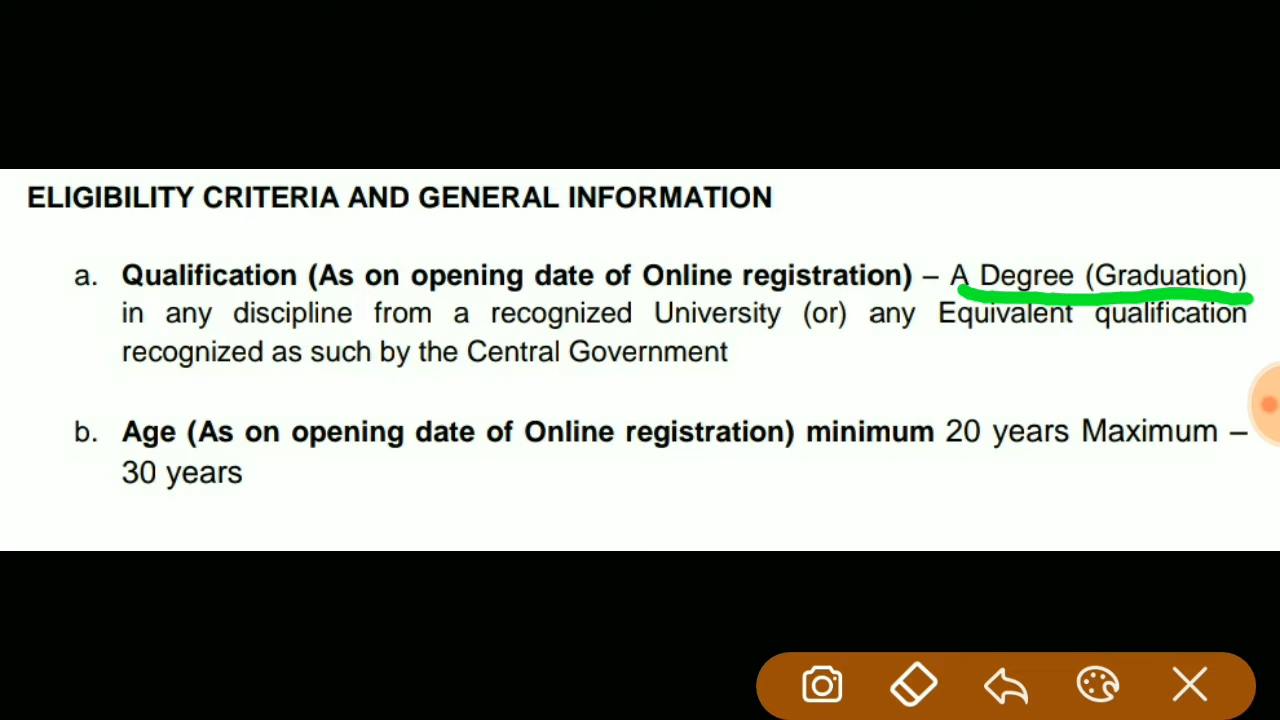 ELIGIBILITY CRITERIA AND GENERAL INFORMATION
a. Qualification (As on opening date of Online registration) – A Degree (Graduation)
in any discipline from a recognized University (or) any Equivalent qualification
recognized as such by the Central Government
b. Age (As on opening date of Online registration) minimum 20 years Maximum –
30 years